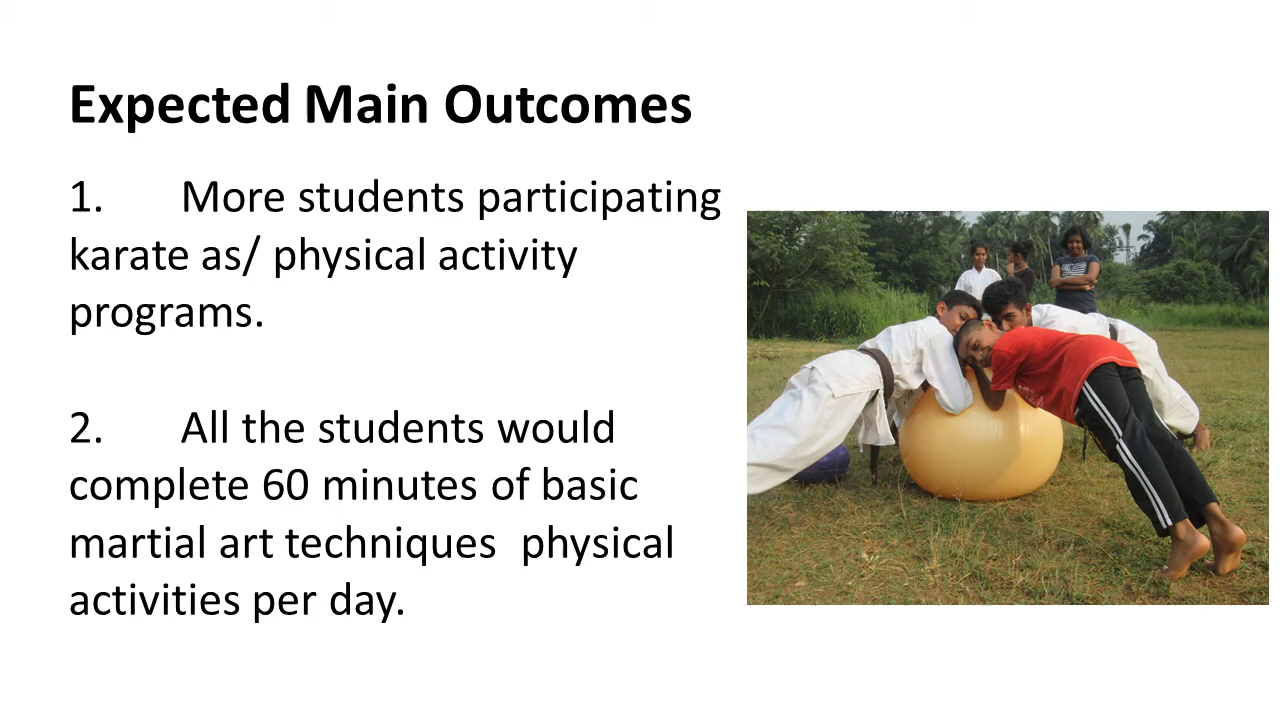 Expected Main Outcomes
1. More students participating
karate as/ physical activity
programs.
2. All the students would
complete 60 minutes of basic
martial art techniques physical
activities per day.